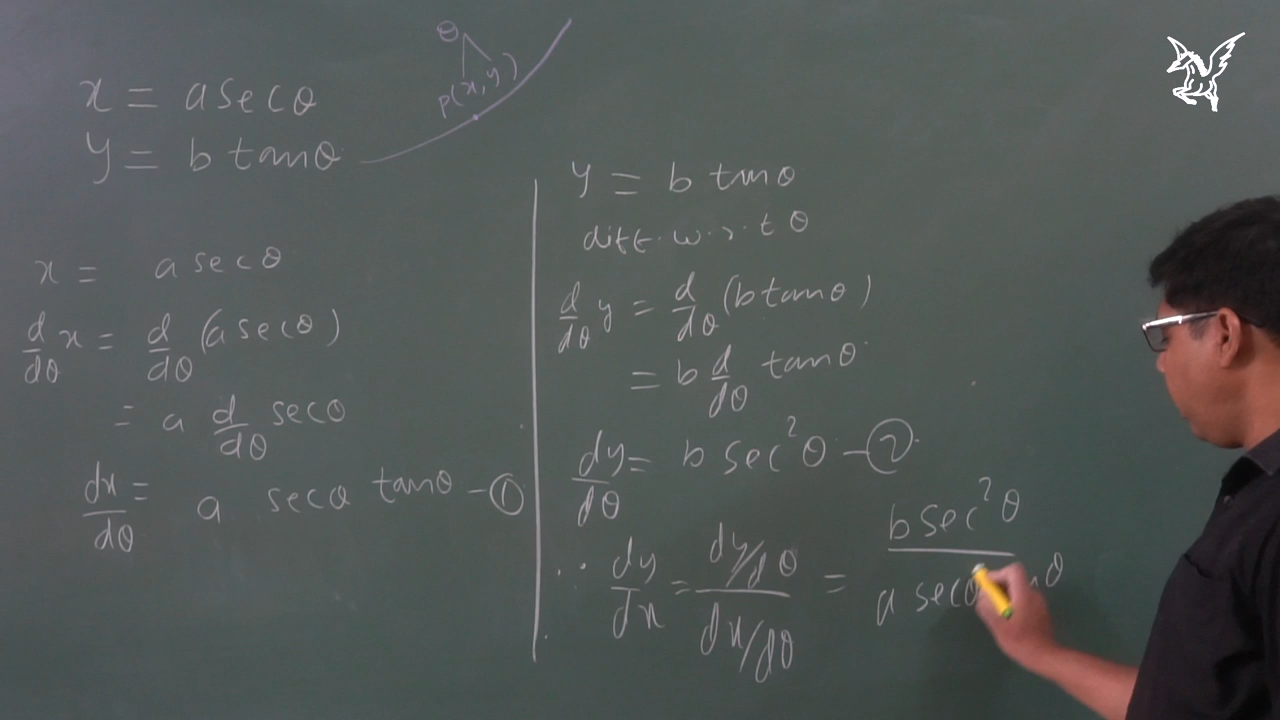 θ
P(x,y)
x = a secθ
y = b tanθ
x = a secθ
d/dθ x = d/dθ (a secθ)
= a d/dθ secθ
dx/dθ = a secθ tanθ — ①
y = b tanθ
diff. w.r.t θ
d/dθ y = d/dθ (b tanθ)
= b d/dθ tanθ
dy/dθ = b sec²θ — ②
∴ dy/dx = (dy/dθ)/(dx/dθ) = b sec²θ / a secθ